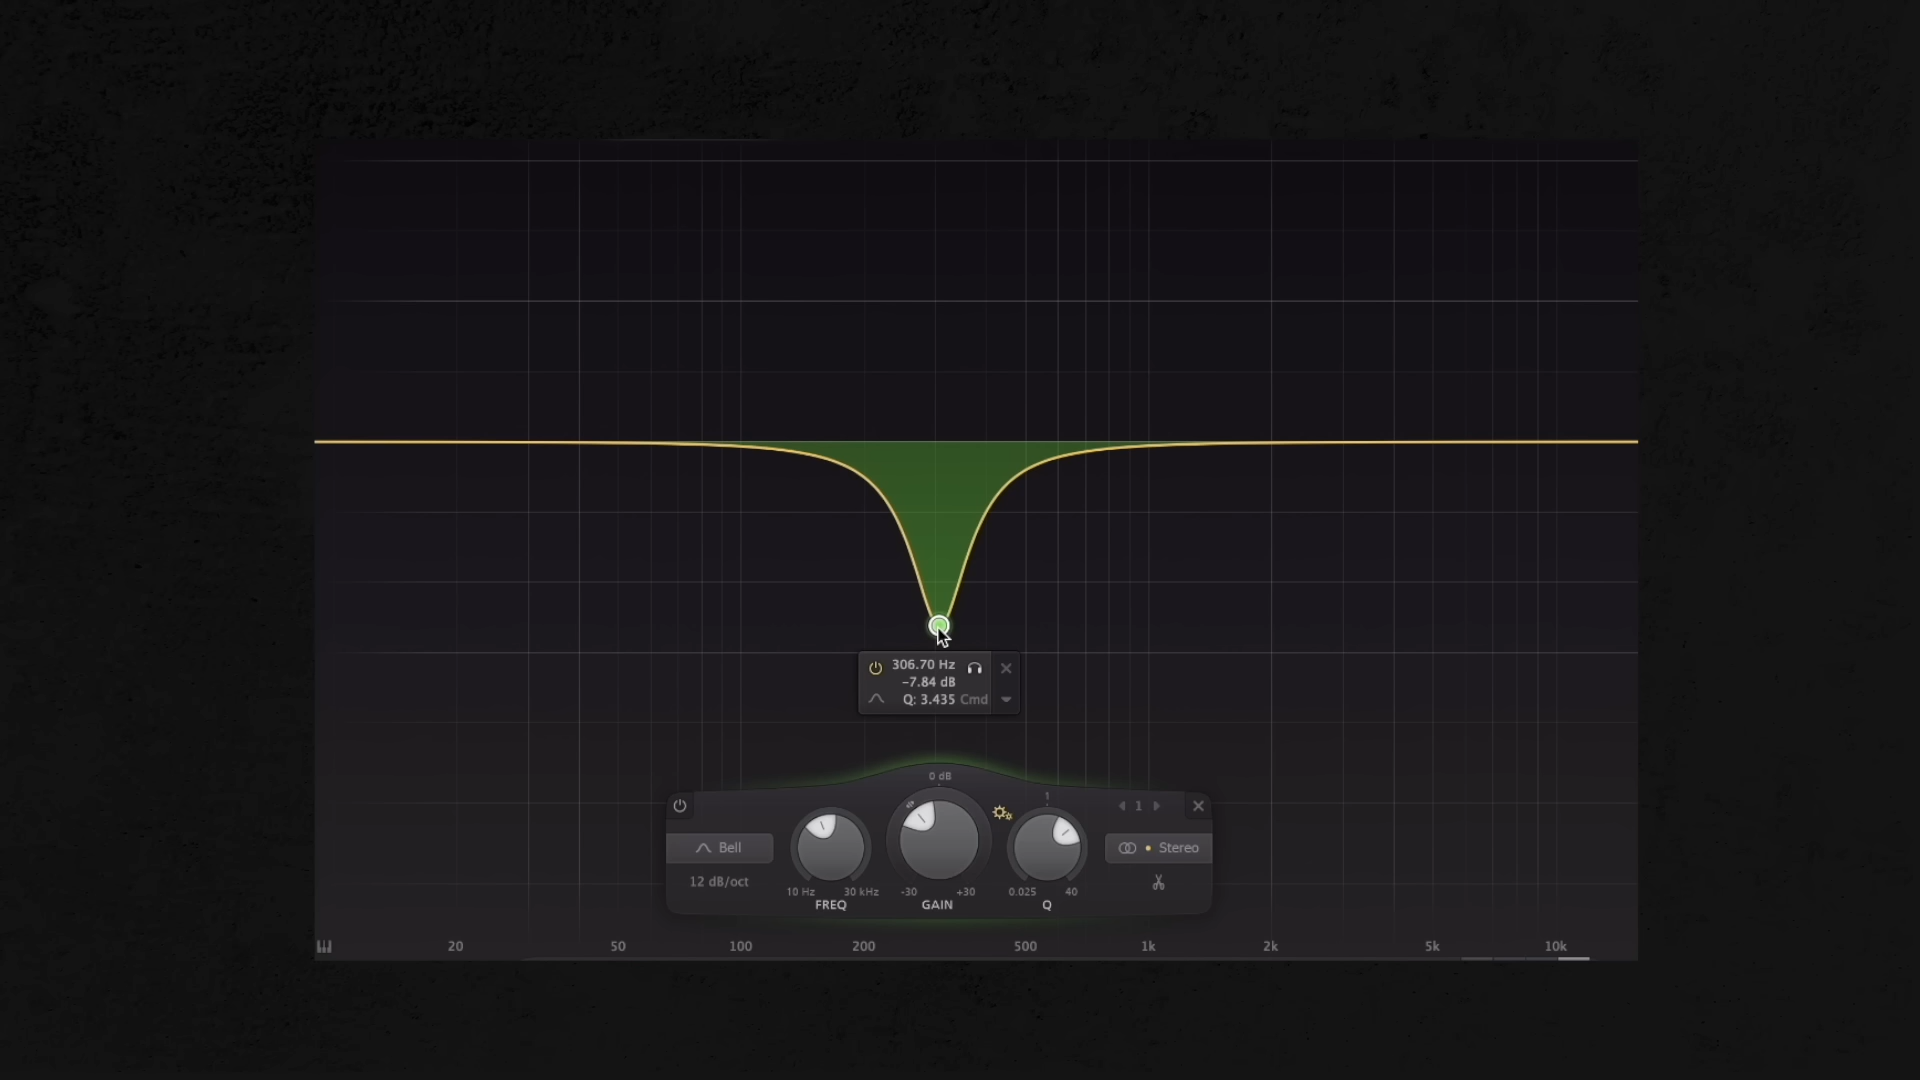 306.70 Hz
−7.84 dB
Q: 3.435 Cmd
0 dB
1
1
Bell
Stereo
12 dB/oct
10 Hz 30 kHz
-30 +30
0.025 40
FREQ
GAIN
Q
20 50 100 200 500 1k 2k 5k 10k